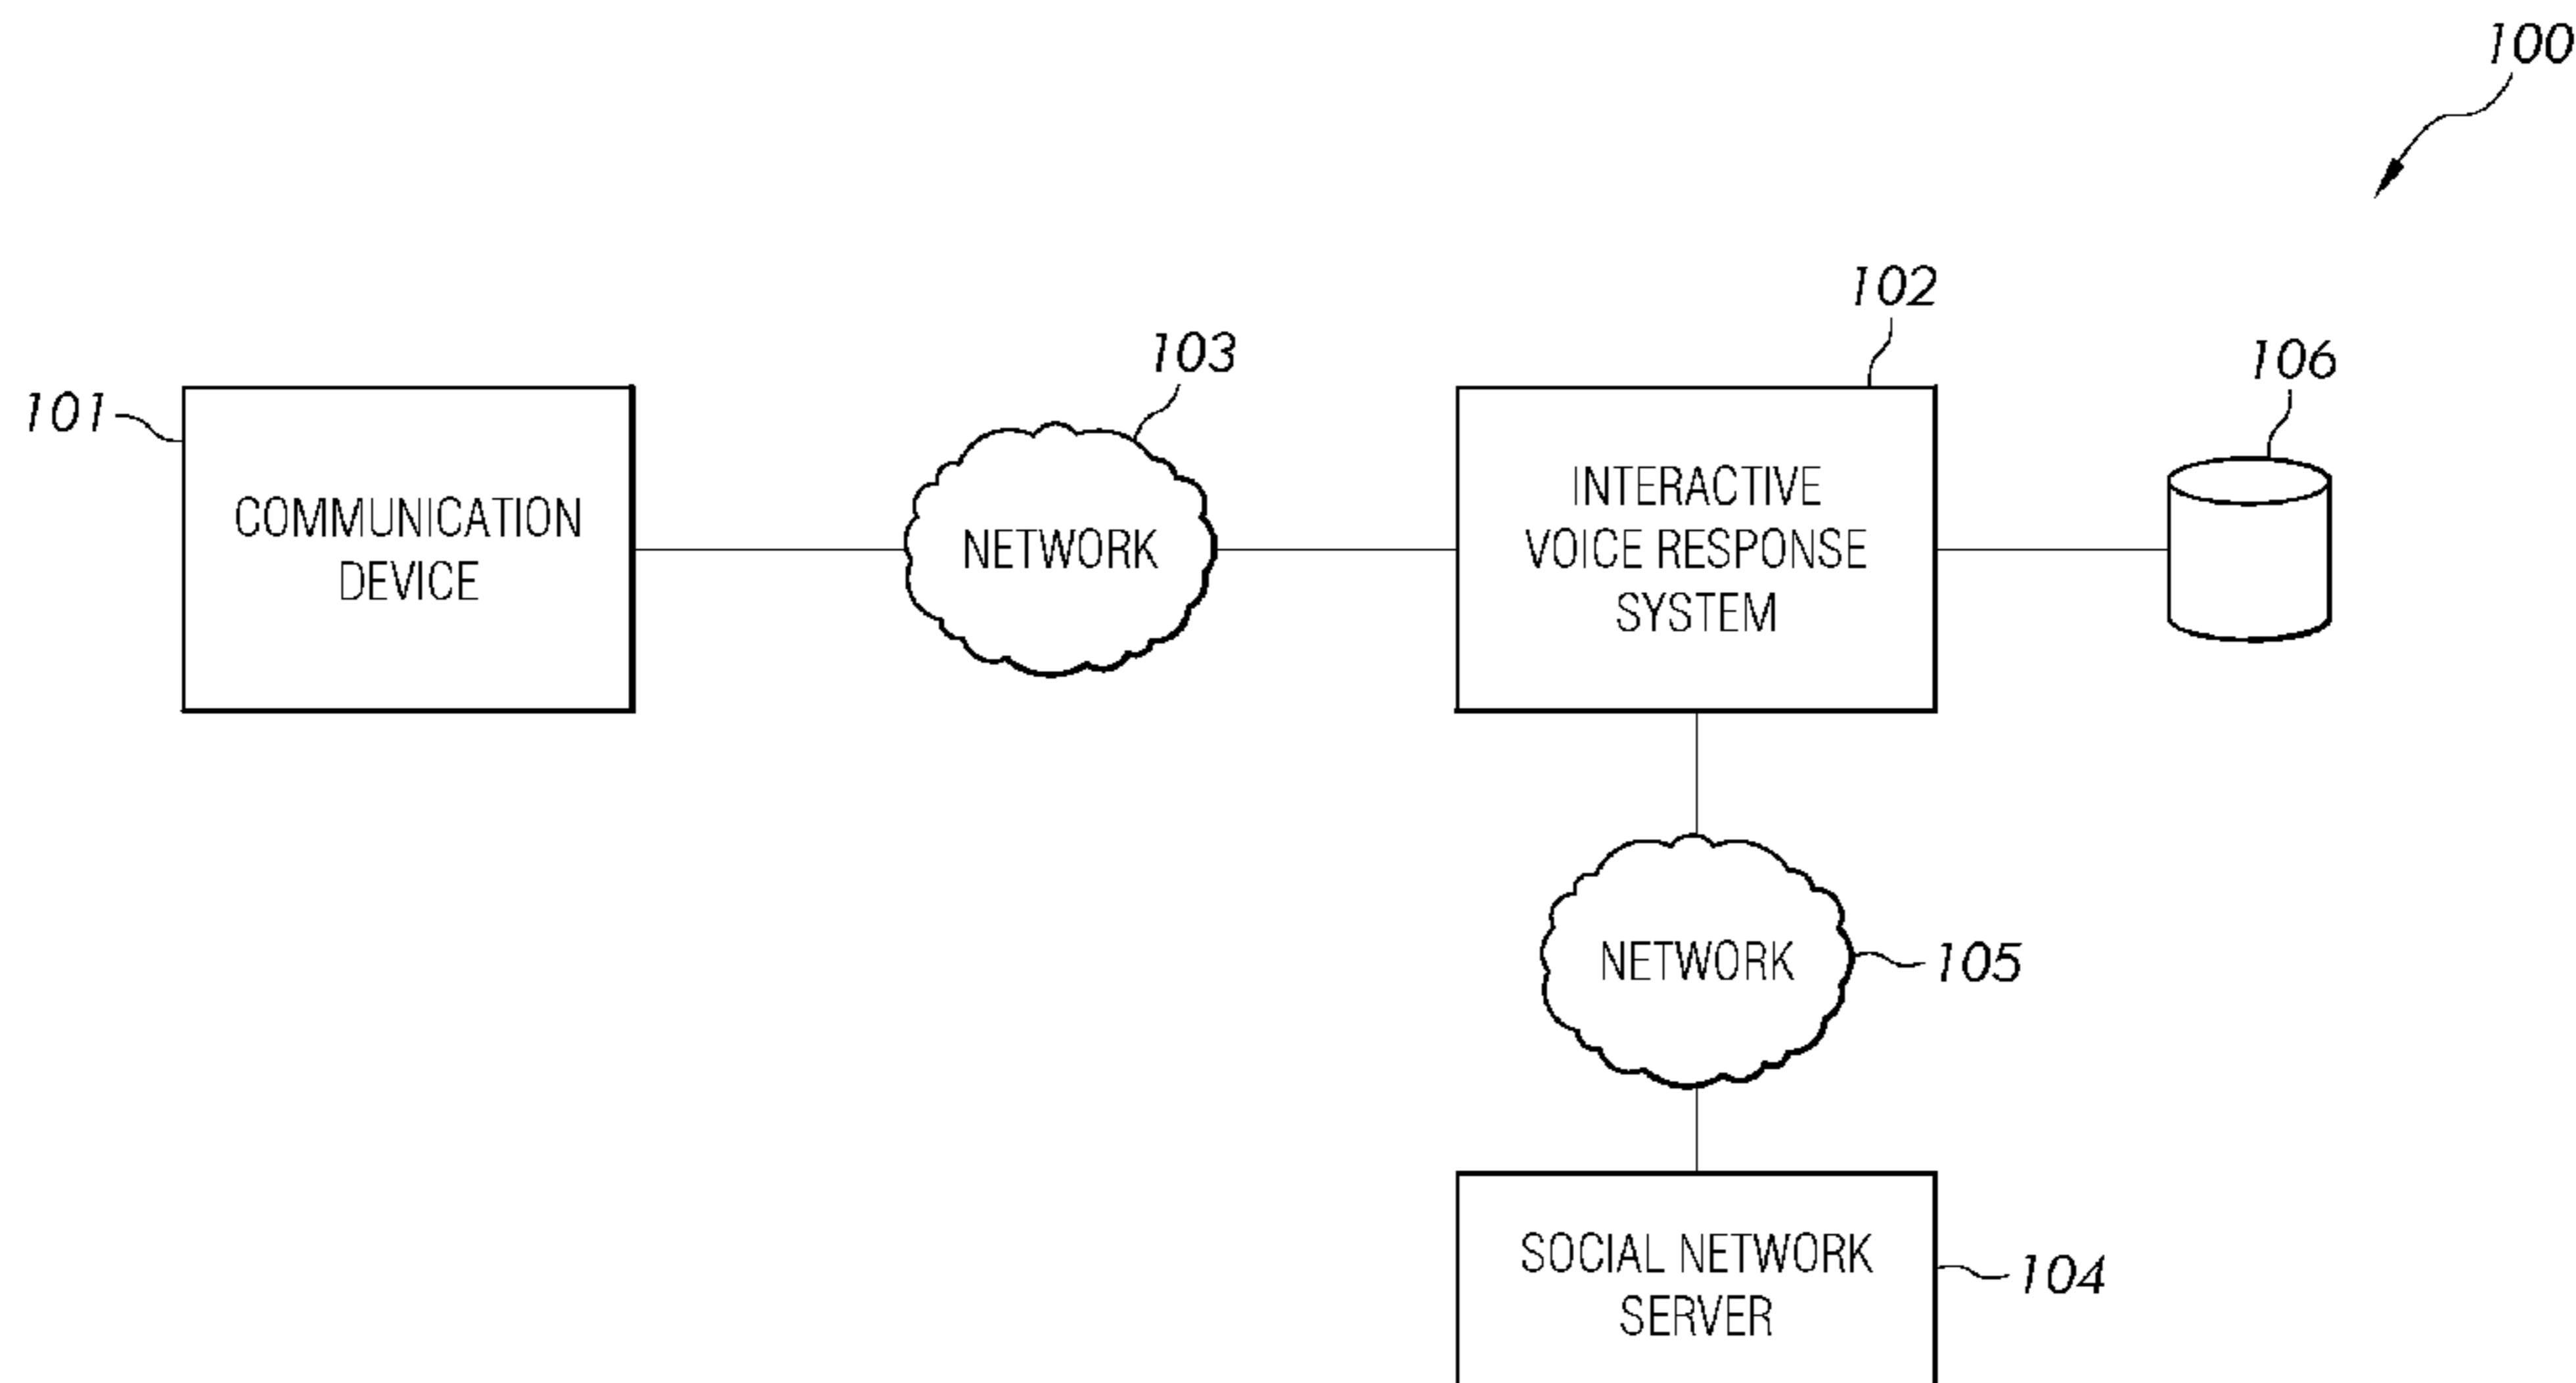 100
102
103
106
101
COMMUNICATION
DEVICE
NETWORK
INTERACTIVE
VOICE RESPONSE
SYSTEM
NETWORK
105
SOCIAL NETWORK
SERVER
104